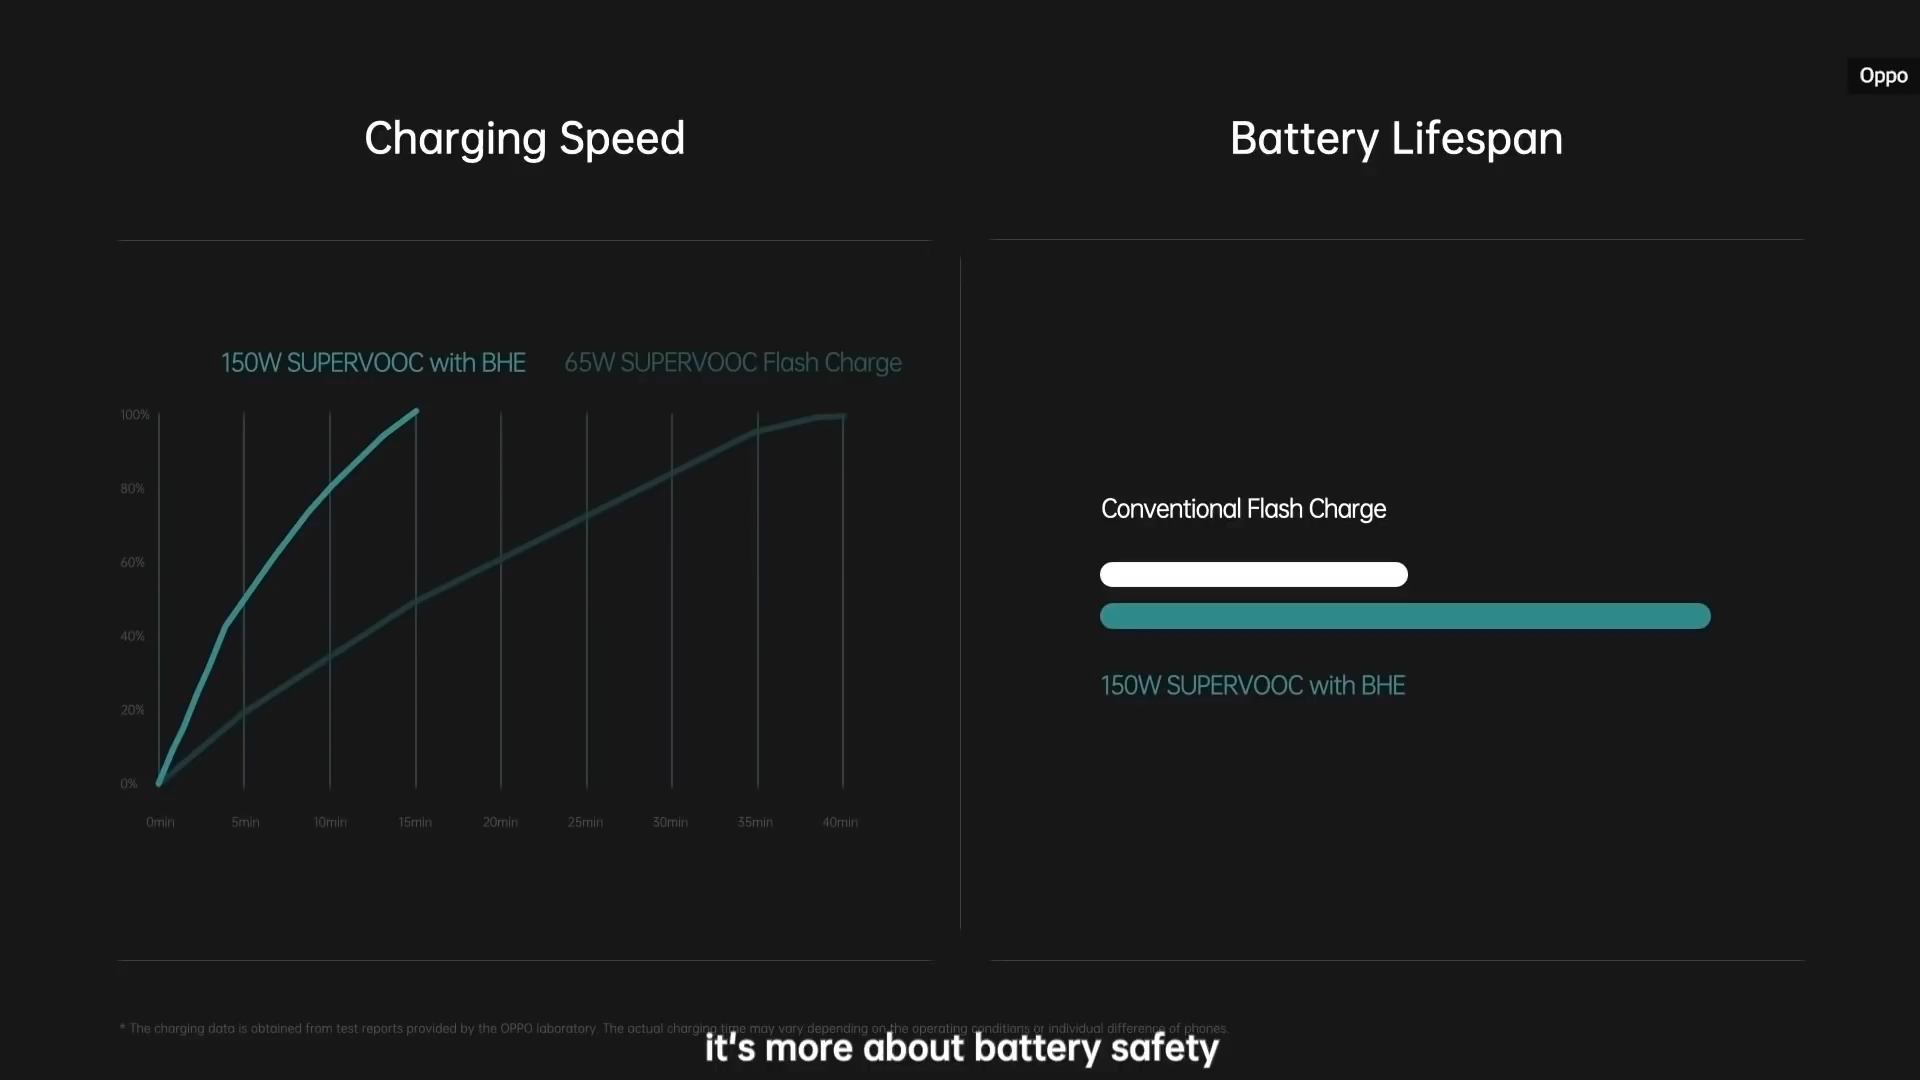 Oppo
Charging Speed
Battery Lifespan
150W SUPERVOOC with BHE
65W SUPERVOOC Flash Charge
100%
80%
60%
40%
20%
0%
0min
5min
10min
15min
20min
25min
30min
35min
40min
Conventional Flash Charge
150W SUPERVOOC with BHE
* The charging data is obtained from test reports provided by the OPPO laboratory. The actual charging time may vary depending on the operating conditions or individual difference of phones.
it's more about battery safety